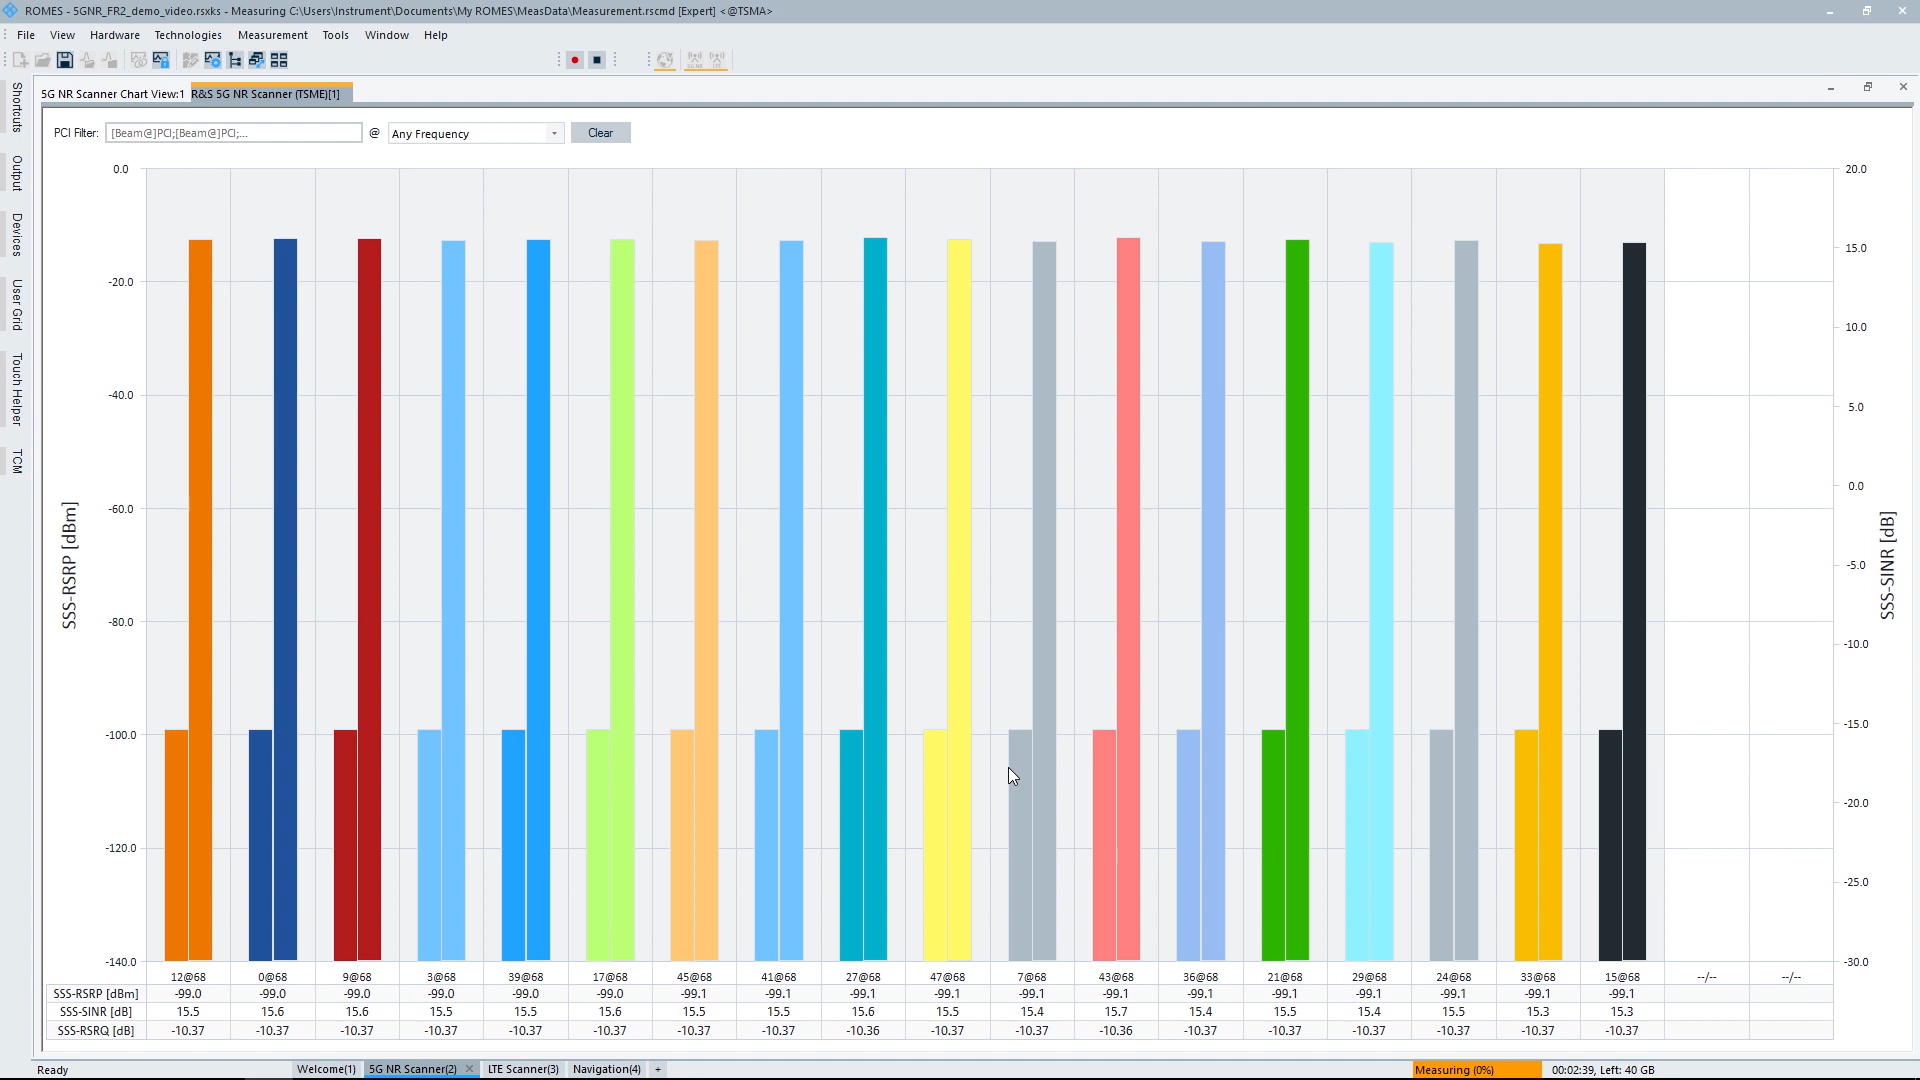 ROMES - 5GNR_FR2_demo_video.rsxks - Measuring C:\Users\Instrument\Documents\My ROMES\MeasData\Measurement.rscmd [Expert] <@TSMA>
File View Hardware Technologies Measurement Tools Window Help
Shortcuts
Output
Devices
User Grid
Touch Helper
TCM
5G NR Scanner Chart View:1 R&S 5G NR Scanner (TSME)[1]
PCI Filter: [Beam@]PCI;[Beam@]PCI;... @ Any Frequency Clear
SSS-RSRP [dBm]
0.0
-20.0
-40.0
-60.0
-80.0
-100.0
-120.0
-140.0
20.0
15.0
10.0
5.0
0.0
-5.0
-10.0
-15.0
-20.0
-25.0
-30.0
SSS-SINR [dB]
12@68 0@68 9@68 3@68 39@68 17@68 45@68 41@68 27@68 47@68 7@68 43@68 36@68 21@68 29@68 24@68 33@68 15@68 --/-- --/--
SSS-RSRP [dBm] -99.0 -99.0 -99.0 -99.0 -99.0 -99.0 -99.1 -99.1 -99.1 -99.1 -99.1 -99.1 -99.1 -99.1 -99.1 -99.1 -99.1 -99.1
SSS-SINR [dB] 15.5 15.6 15.6 15.5 15.5 15.6 15.5 15.5 15.6 15.5 15.4 15.7 15.4 15.5 15.4 15.5 15.3 15.3
SSS-RSRQ [dB] -10.37 -10.37 -10.37 -10.37 -10.37 -10.37 -10.37 -10.37 -10.36 -10.37 -10.37 -10.36 -10.37 -10.37 -10.37 -10.37 -10.37 -10.37
Ready Welcome(1) 5G NR Scanner(2) LTE Scanner(3) Navigation(4) + Measuring (0%) 00:02:39, Left: 40 GB